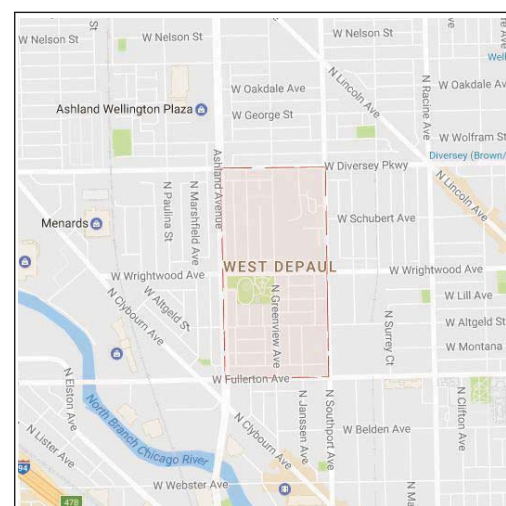 St
W Nelson St
W Nelson St
W Nelson St
W Oakdale Ave
W Oakdale Av
N Lincoln Ave
N Racine Ave
Ashland Wellington Plaza
W George St
W Wolfram St
Diversey (Brown/
Ashland Avenue
W Diversey Pkwy
N Lincoln Ave
N Paulina St
N Marshfield Ave
Menards
W Schubert Ave
W Wrightwood Ave
WEST DEPAUL
W Wrightwood Ave
N Clybourn Ave
W Altgeld St
N Greenview Ave
W Lill Ave
W Altgeld St
N Surrey Ct
W Montana
W Fullerton Ave
N Elston Ave
North Branch Chicago River
N Janssen Ave
N Southport Ave
N Clifton Ave
N Clybourn Ave
W Belden Ave
N Lister Ave
W Webster Ave
94
478